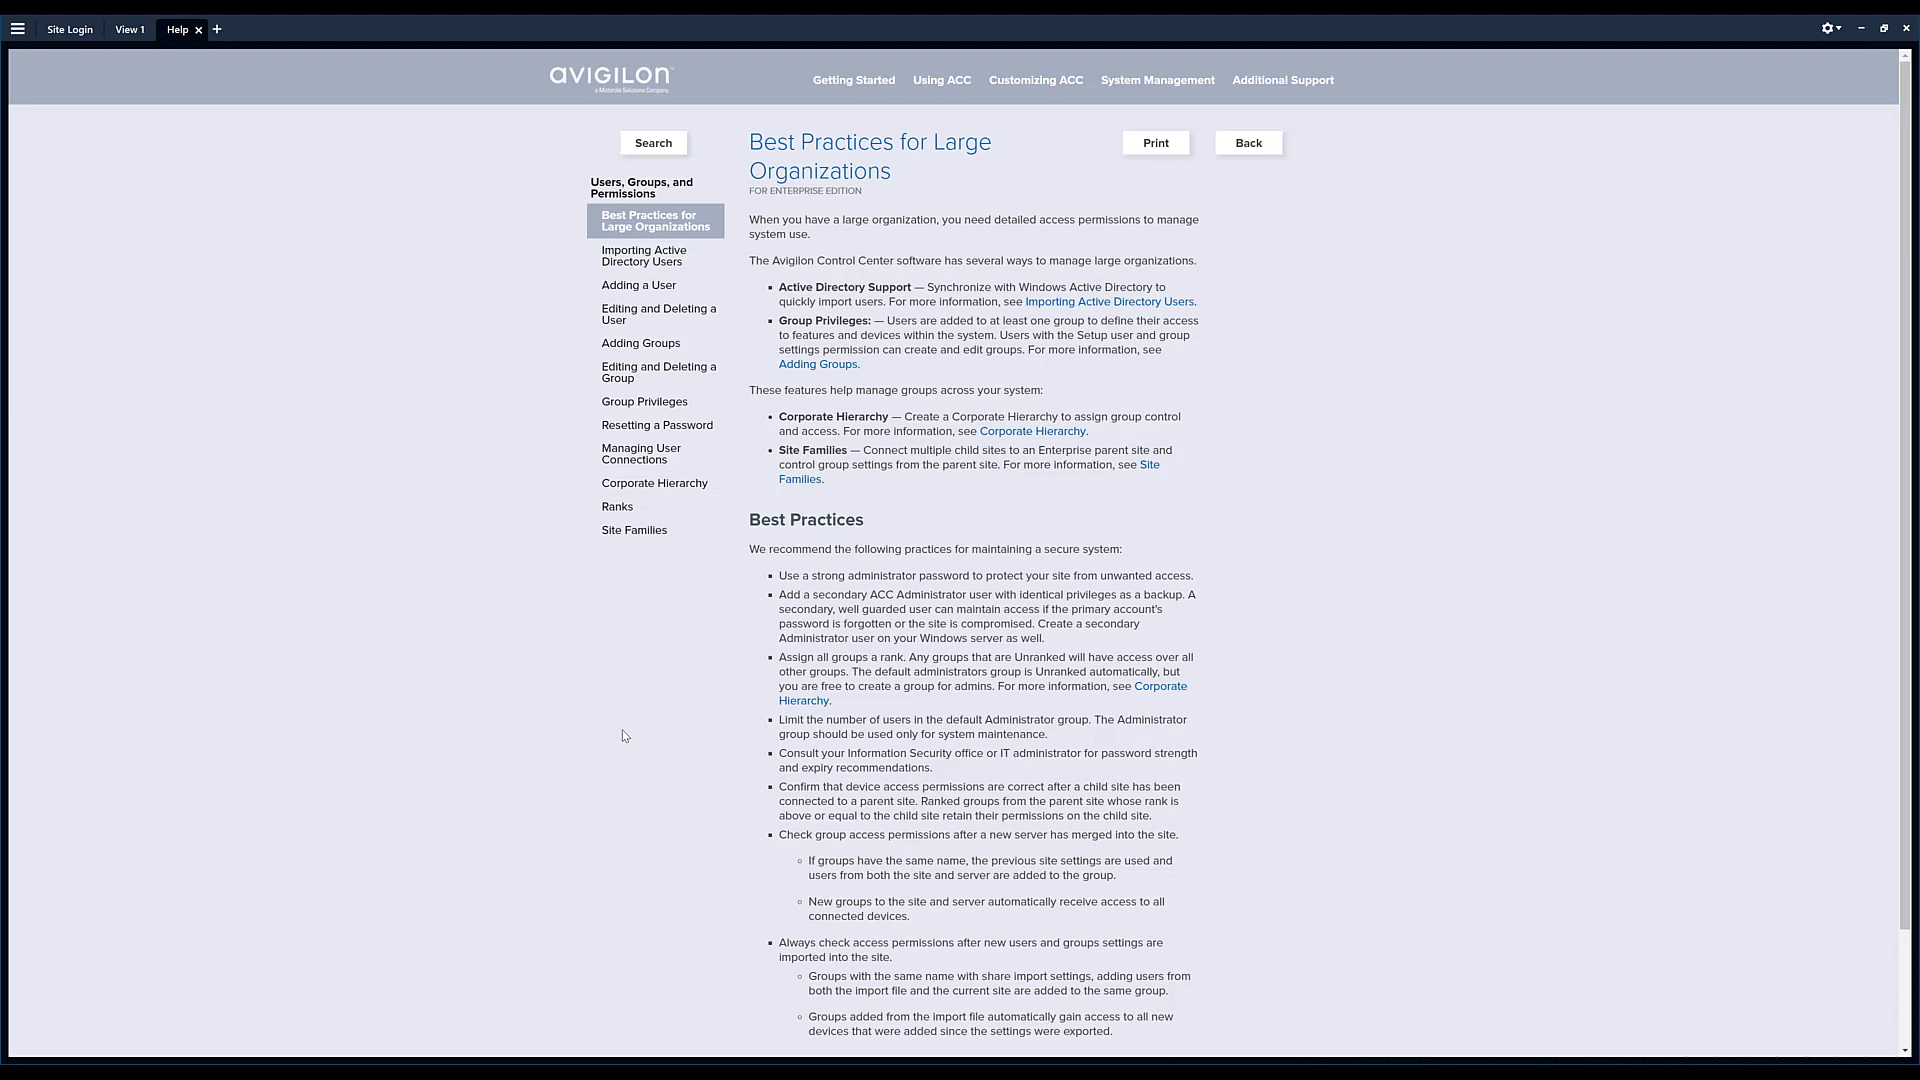 Site Login
View 1
Help
avigilon
a Motorola Solutions Company
Getting Started
Using ACC
Customizing ACC
System Management
Additional Support
Search
Users, Groups, and
Permissions
Best Practices for
Large Organizations
Importing Active
Directory Users
Adding a User
Editing and Deleting a
User
Adding Groups
Editing and Deleting a
Group
Group Privileges
Resetting a Password
Managing User
Connections
Corporate Hierarchy
Ranks
Site Families
Best Practices for Large
Organizations
Print
Back
FOR ENTERPRISE EDITION
When you have a large organization, you need detailed access permissions to manage
system use.
The Avigilon Control Center software has several ways to manage large organizations.
Active Directory Support — Synchronize with Windows Active Directory to
quickly import users. For more information, see Importing Active Directory Users.
Group Privileges: — Users are added to at least one group to define their access
to features and devices within the system. Users with the Setup user and group
settings permission can create and edit groups. For more information, see
Adding Groups.
These features help manage groups across your system:
Corporate Hierarchy — Create a Corporate Hierarchy to assign group control
and access. For more information, see Corporate Hierarchy.
Site Families — Connect multiple child sites to an Enterprise parent site and
control group settings from the parent site. For more information, see Site
Families.
Best Practices
We recommend the following practices for maintaining a secure system:
Use a strong administrator password to protect your site from unwanted access.
Add a secondary ACC Administrator user with identical privileges as a backup. A
secondary, well guarded user can maintain access if the primary account's
password is forgotten or the site is compromised. Create a secondary
Administrator user on your Windows server as well.
Assign all groups a rank. Any groups that are Unranked will have access over all
other groups. The default administrators group is Unranked automatically, but
you are free to create a group for admins. For more information, see Corporate
Hierarchy.
Limit the number of users in the default Administrator group. The Administrator
group should be used only for system maintenance.
Consult your Information Security office or IT administrator for password strength
and expiry recommendations.
Confirm that device access permissions are correct after a child site has been
connected to a parent site. Ranked groups from the parent site whose rank is
above or equal to the child site retain their permissions on the child site.
Check group access permissions after a new server has merged into the site.
If groups have the same name, the previous site settings are used and
users from both the site and server are added to the group.
New groups to the site and server automatically receive access to all
connected devices.
Always check access permissions after new users and groups settings are
imported into the site.
Groups with the same name with share import settings, adding users from
both the import file and the current site are added to the same group.
Groups added from the import file automatically gain access to all new
devices that were added since the settings were exported.